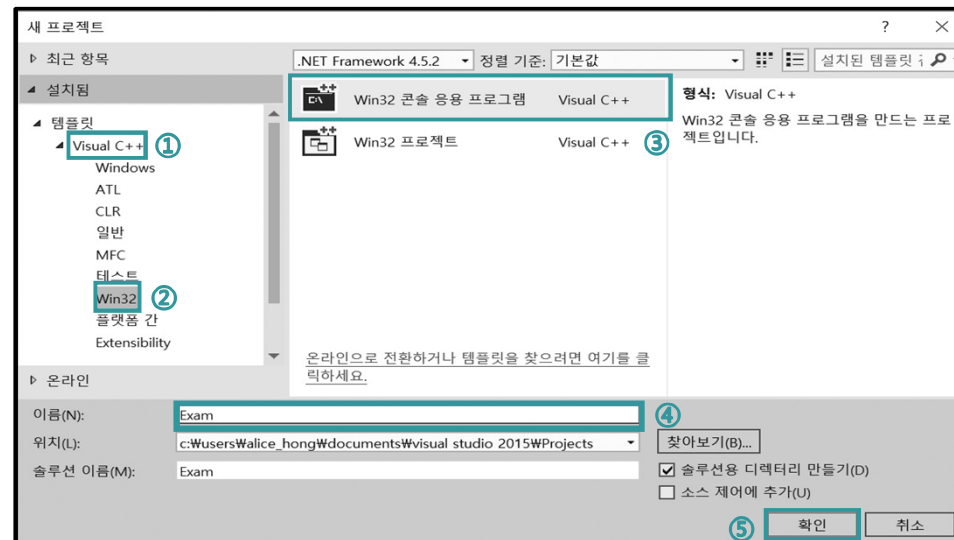 새 프로젝트 ? ×
최근 항목
.NET Framework 4.5.2 정렬 기준: 기본값
설치된 템플릿
설치됨
템플릿
Visual C++ ①
Windows
ATL
CLR
일반
MFC
테스트
Win32 ②
플랫폼 간
Extensibility
온라인
Win32 콘솔 응용 프로그램 Visual C++
Win32 프로젝트 Visual C++ ③
온라인으로 전환하거나 템플릿을 찾으려면 여기를 클
릭하세요.
형식: Visual C++
Win32 콘솔 응용 프로그램을 만드는 프로
젝트입니다.
이름(N): Exam ④
위치(L): c:₩users₩alice_hong₩documents₩visual studio 2015₩Projects 찾아보기(B)...
솔루션 이름(M): Exam
솔루션용 디렉터리 만들기(D)
소스 제어에 추가(U)
⑤ 확인 취소